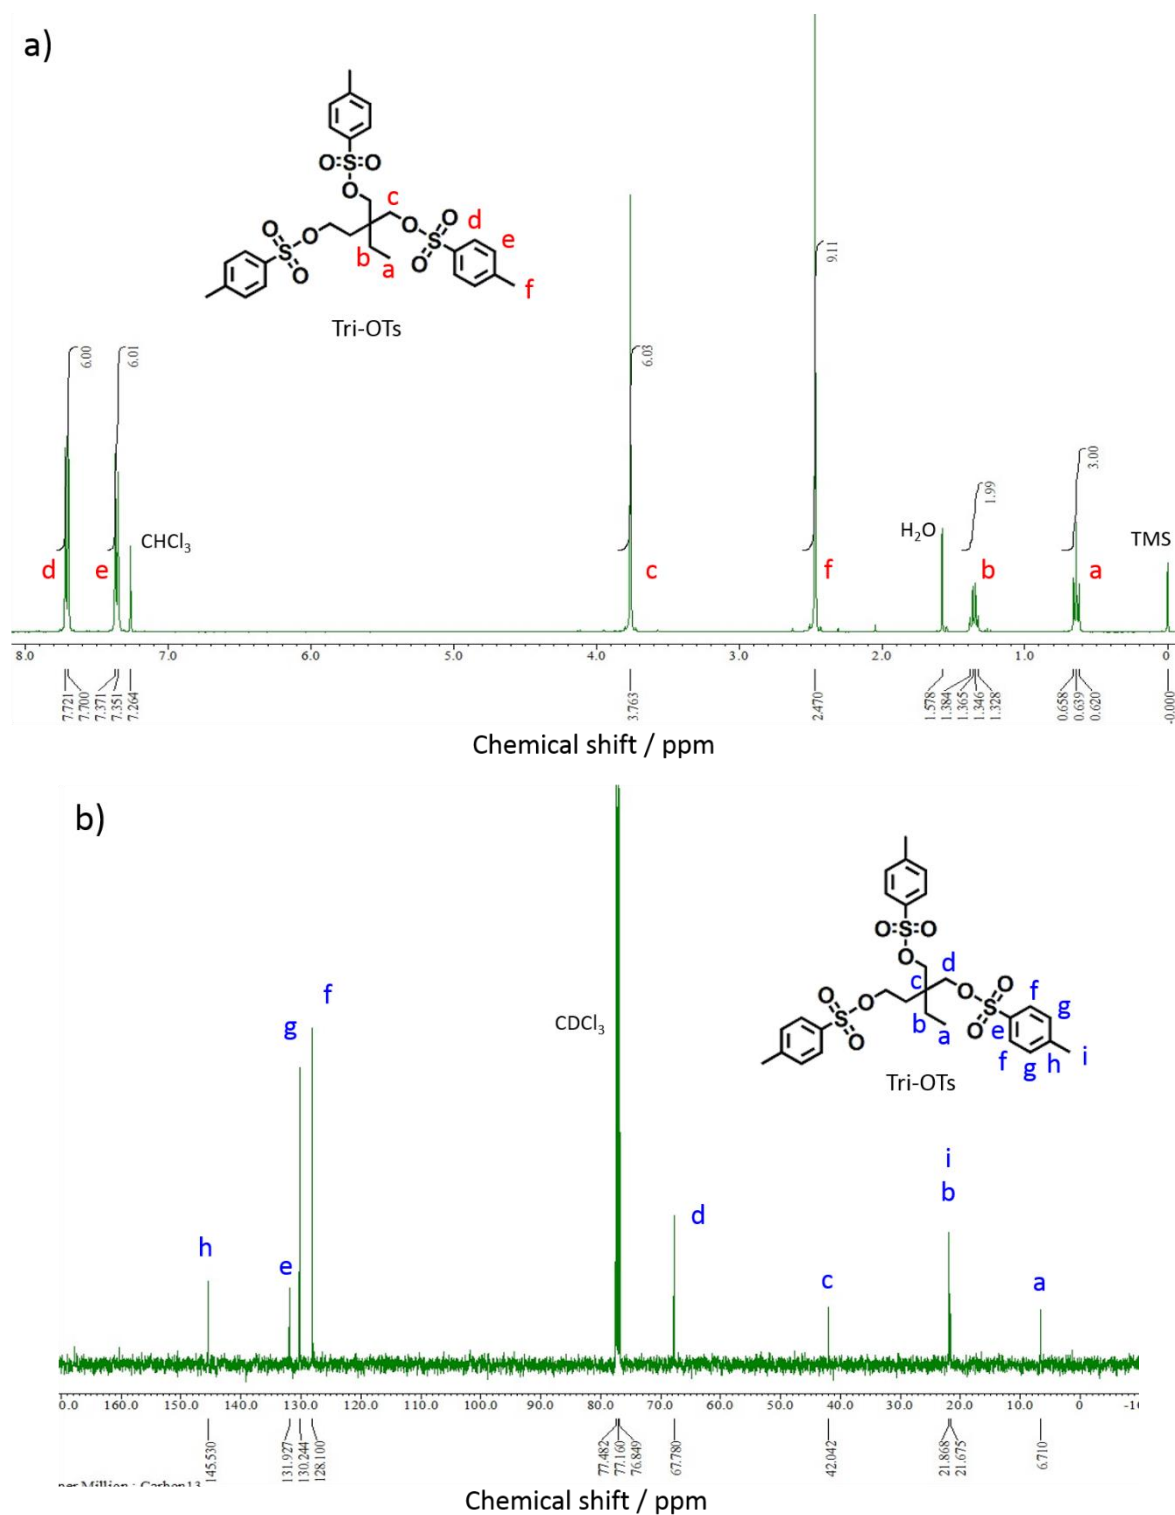 a)
O=S=O
O
c
O
O
O
d
S
O
O
S
e
O
b
a
O
f
Tri-OTs
6.00
6.01
6.03
9.11
1.99
3.00
CHCl3
H2O
TMS
d
e
c
f
b
a
8.0 7.0 6.0 5.0 4.0 3.0 2.0 1.0 0
7.721
7.700
7.371
7.351
7.264
3.763
2.470
1.578
1.384
1.365
1.346
1.328
0.658
0.639
0.620
-0.000
Chemical shift / ppm
b)
O=S=O
O
d
c
O
O
O
f
S
g
O
b
O
S
e
O
a
O
f
g
h
i
Tri-OTs
f
g
CDCl3
i
b
d
h
e
c
a
0.0 160.0 150.0 140.0 130.0 120.0 110.0 100.0 90.0 80.0 70.0 60.0 50.0 40.0 30.0 20.0 10.0 0 -10
145.530
131.927
130.244
128.100
77.482
77.160
76.849
67.780
42.042
21.868
21.675
6.710
Million : Carbon13
Chemical shift / ppm